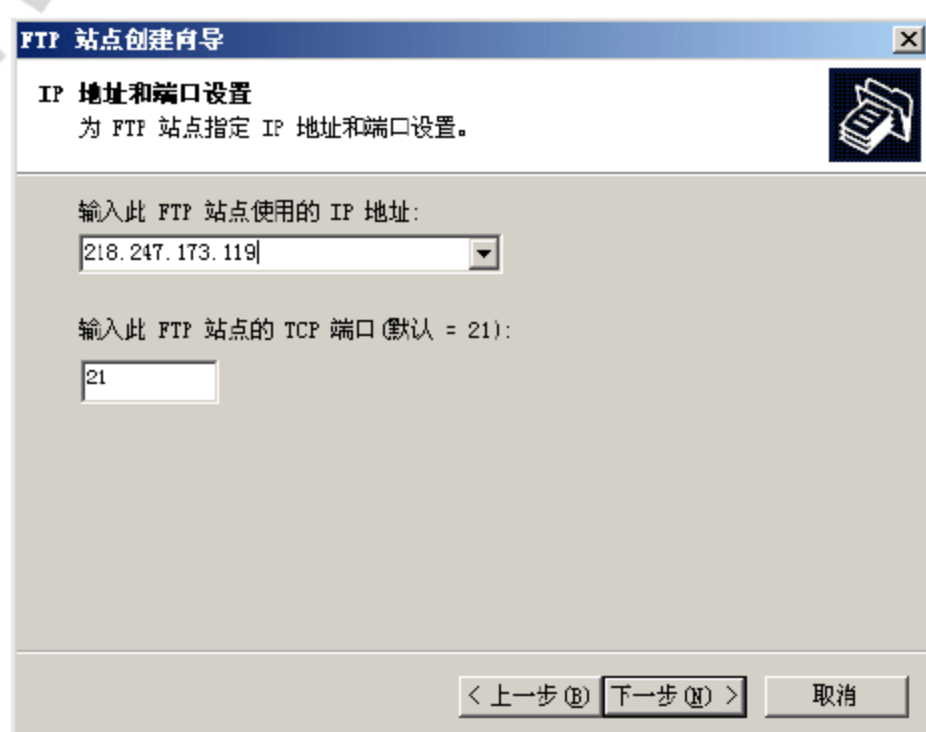 FTP 站点创建向导
IP 地址和端口设置
为 FTP 站点指定 IP 地址和端口设置。
输入此 FTP 站点使用的 IP 地址:
218.247.173.119
输入此 FTP 站点的 TCP 端口(默认 = 21):
21
< 上一步(B) 下一步(N) > 取消